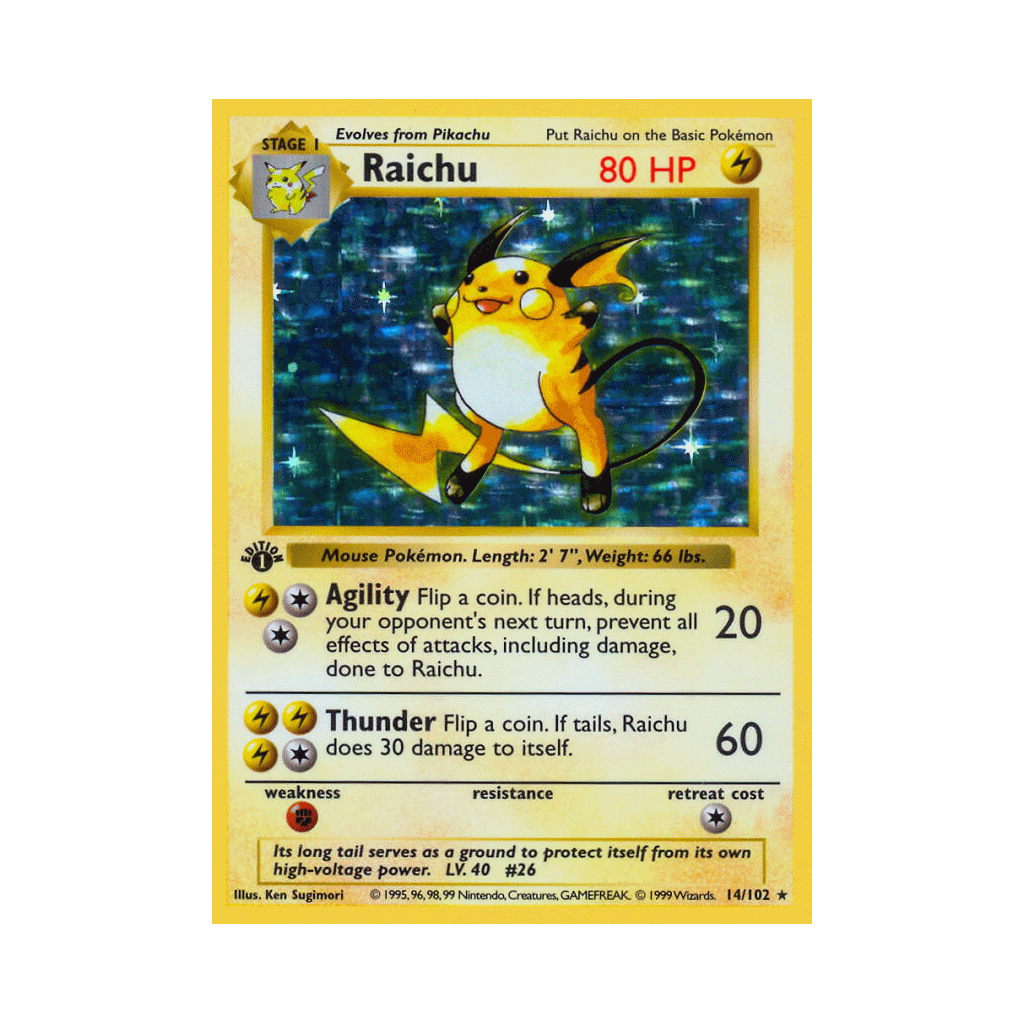 Evolves from Pikachu Put Raichu on the Basic Pokémon
STAGE 1
Raichu 80 HP
EDITION
1
Mouse Pokémon. Length: 2' 7", Weight: 66 lbs.
Agility Flip a coin. If heads, during
your opponent's next turn, prevent all
effects of attacks, including damage,
done to Raichu.
20
Thunder Flip a coin. If tails, Raichu
does 30 damage to itself.
60
weakness resistance retreat cost
Its long tail serves as a ground to protect itself from its own
high-voltage power. LV. 40 #26
Illus. Ken Sugimori © 1995, 96, 98, 99 Nintendo, Creatures, GAMEFREAK. © 1999 Wizards. 14/102 ★